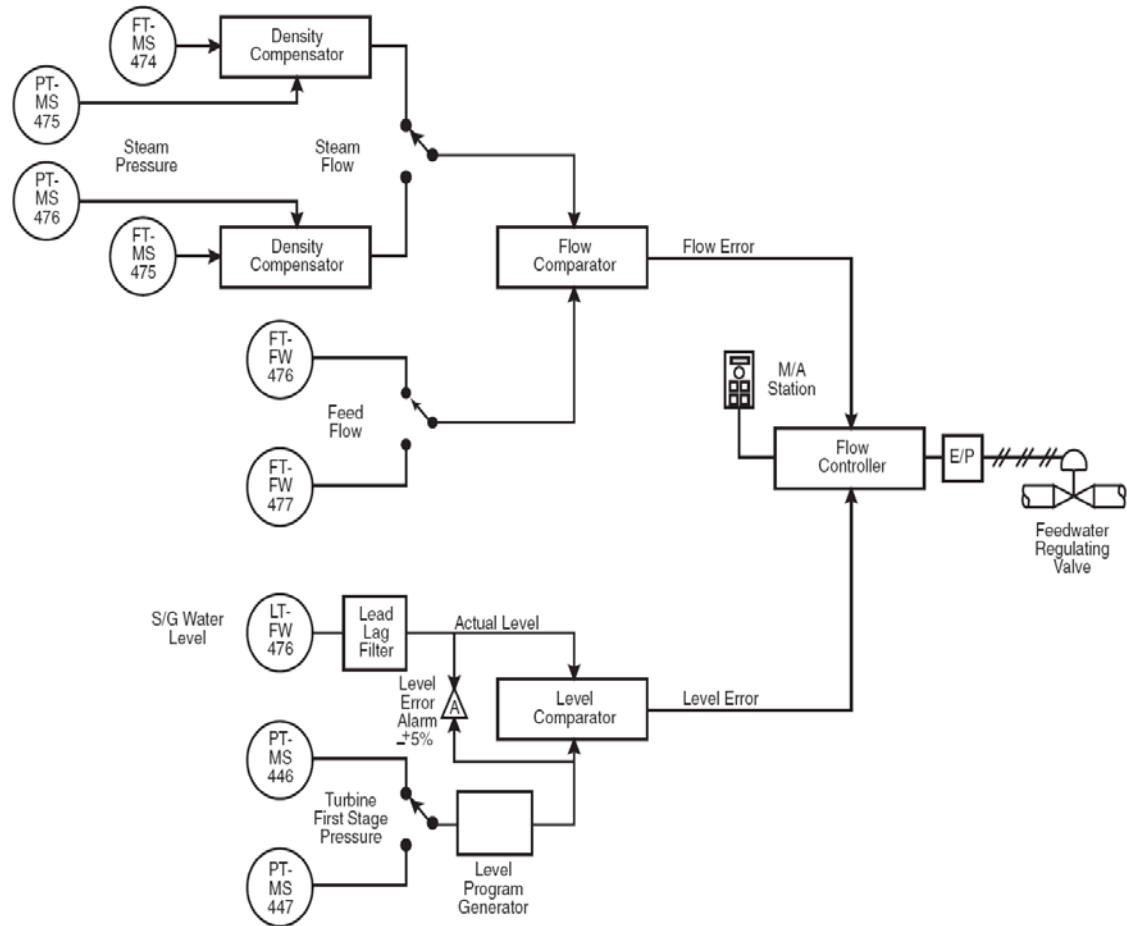 FT-
MS
474
Density
Compensator
PT-
MS
475
Steam
Pressure
Steam
Flow
PT-
MS
476
FT-
MS
475
Density
Compensator
Flow
Comparator
Flow Error
FT-
FW
476
Feed
Flow
FT-
FW
477
M/A
Station
Flow
Controller
E/P
Feedwater
Regulating
Valve
S/G Water
Level
LT-
FW
476
Lead
Lag
Filter
Actual Level
Level
Error
Alarm
±5%
A
Level
Comparator
Level Error
PT-
MS
446
Turbine
First Stage
Pressure
PT-
MS
447
Level
Program
Generator